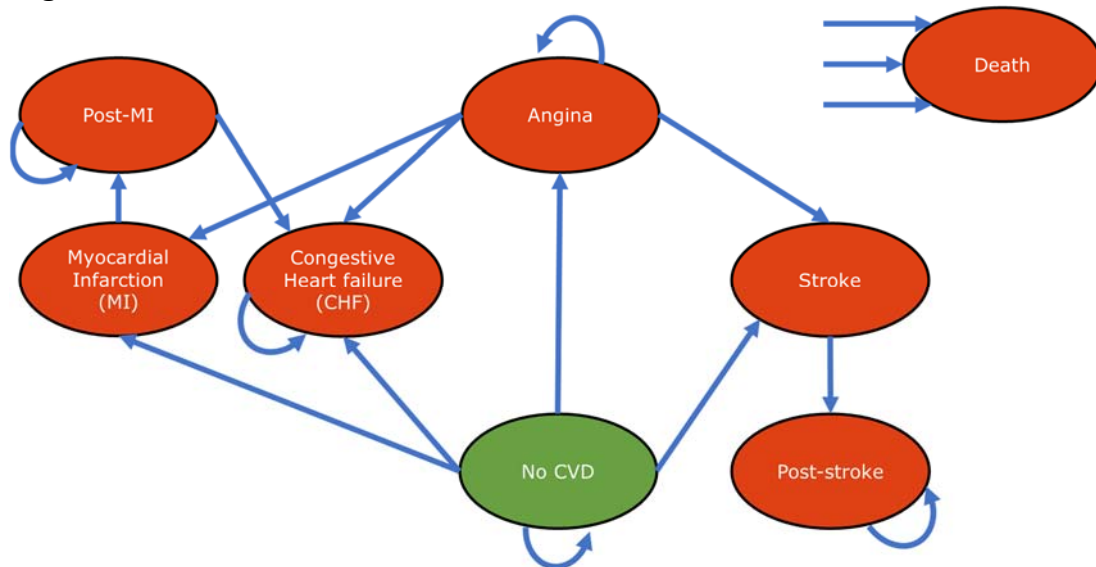 Death
Post-MI
Angina
Myocardial
Infarction
(MI)
Congestive
Heart failure
(CHF)
Stroke
No CVD
Post-stroke